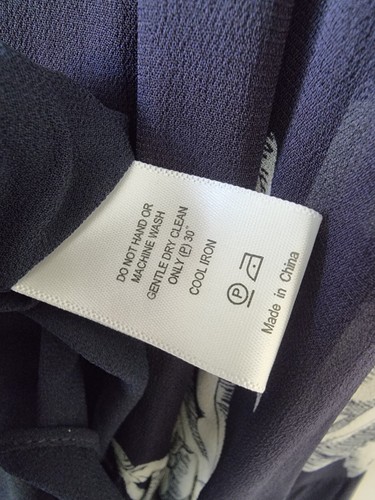 DO NOT HAND OR
MACHINE WASH
GENTLE DRY CLEAN
ONLY (P) 30°
COOL IRON
P
Made in China